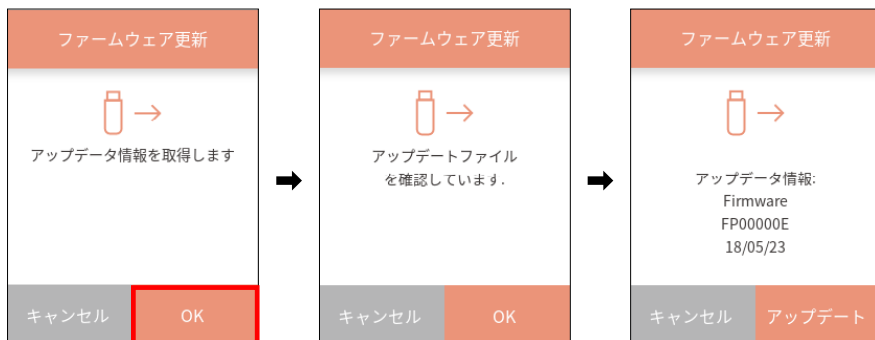 ファームウェア更新
アップデータ情報を取得します
キャンセル
OK
ファームウェア更新
アップデートファイル
を確認しています.
キャンセル
OK
ファームウェア更新
アップデータ情報:
Firmware
FP00000E
18/05/23
キャンセル
アップデート